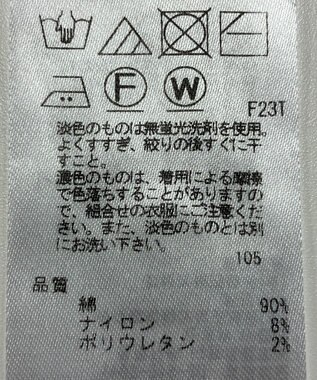 F
W
F23T
淡色のものは無蛍光洗剤を使用。
よくすすぎ、絞りの後すぐに干
すこと。
濃色のものは、着用による摩擦
で色落ちすることがありますの
で、組合せの衣服にご注意くだ
さい。また、淡色のものとは別
にお洗い下さい。
105
品質
綿 90%
ナイロン 8%
ポリウレタン 2%